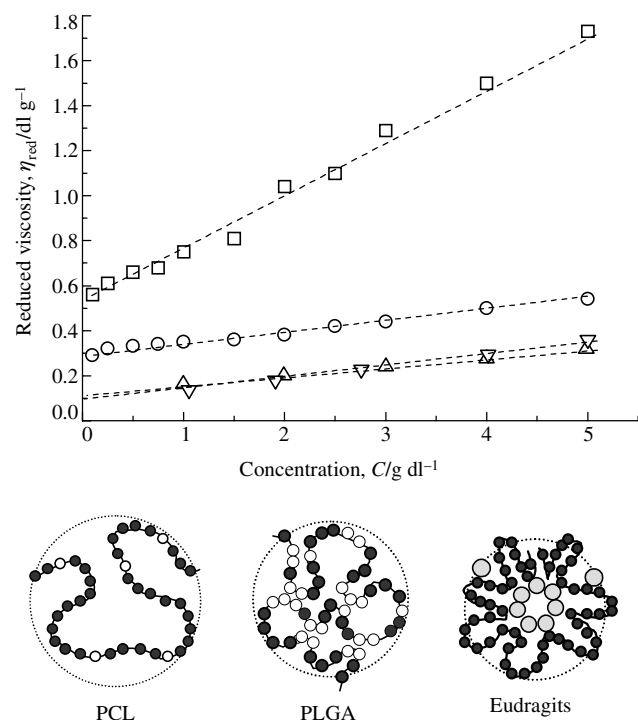 1.8
1.6
1.4
1.2
1.0
0.8
0.6
0.4
0.2
0.0
Reduced viscosity, ηred/dl g⁻¹
0 1 2 3 4 5
Concentration, C/g dl⁻¹
PCL PLGA Eudragits